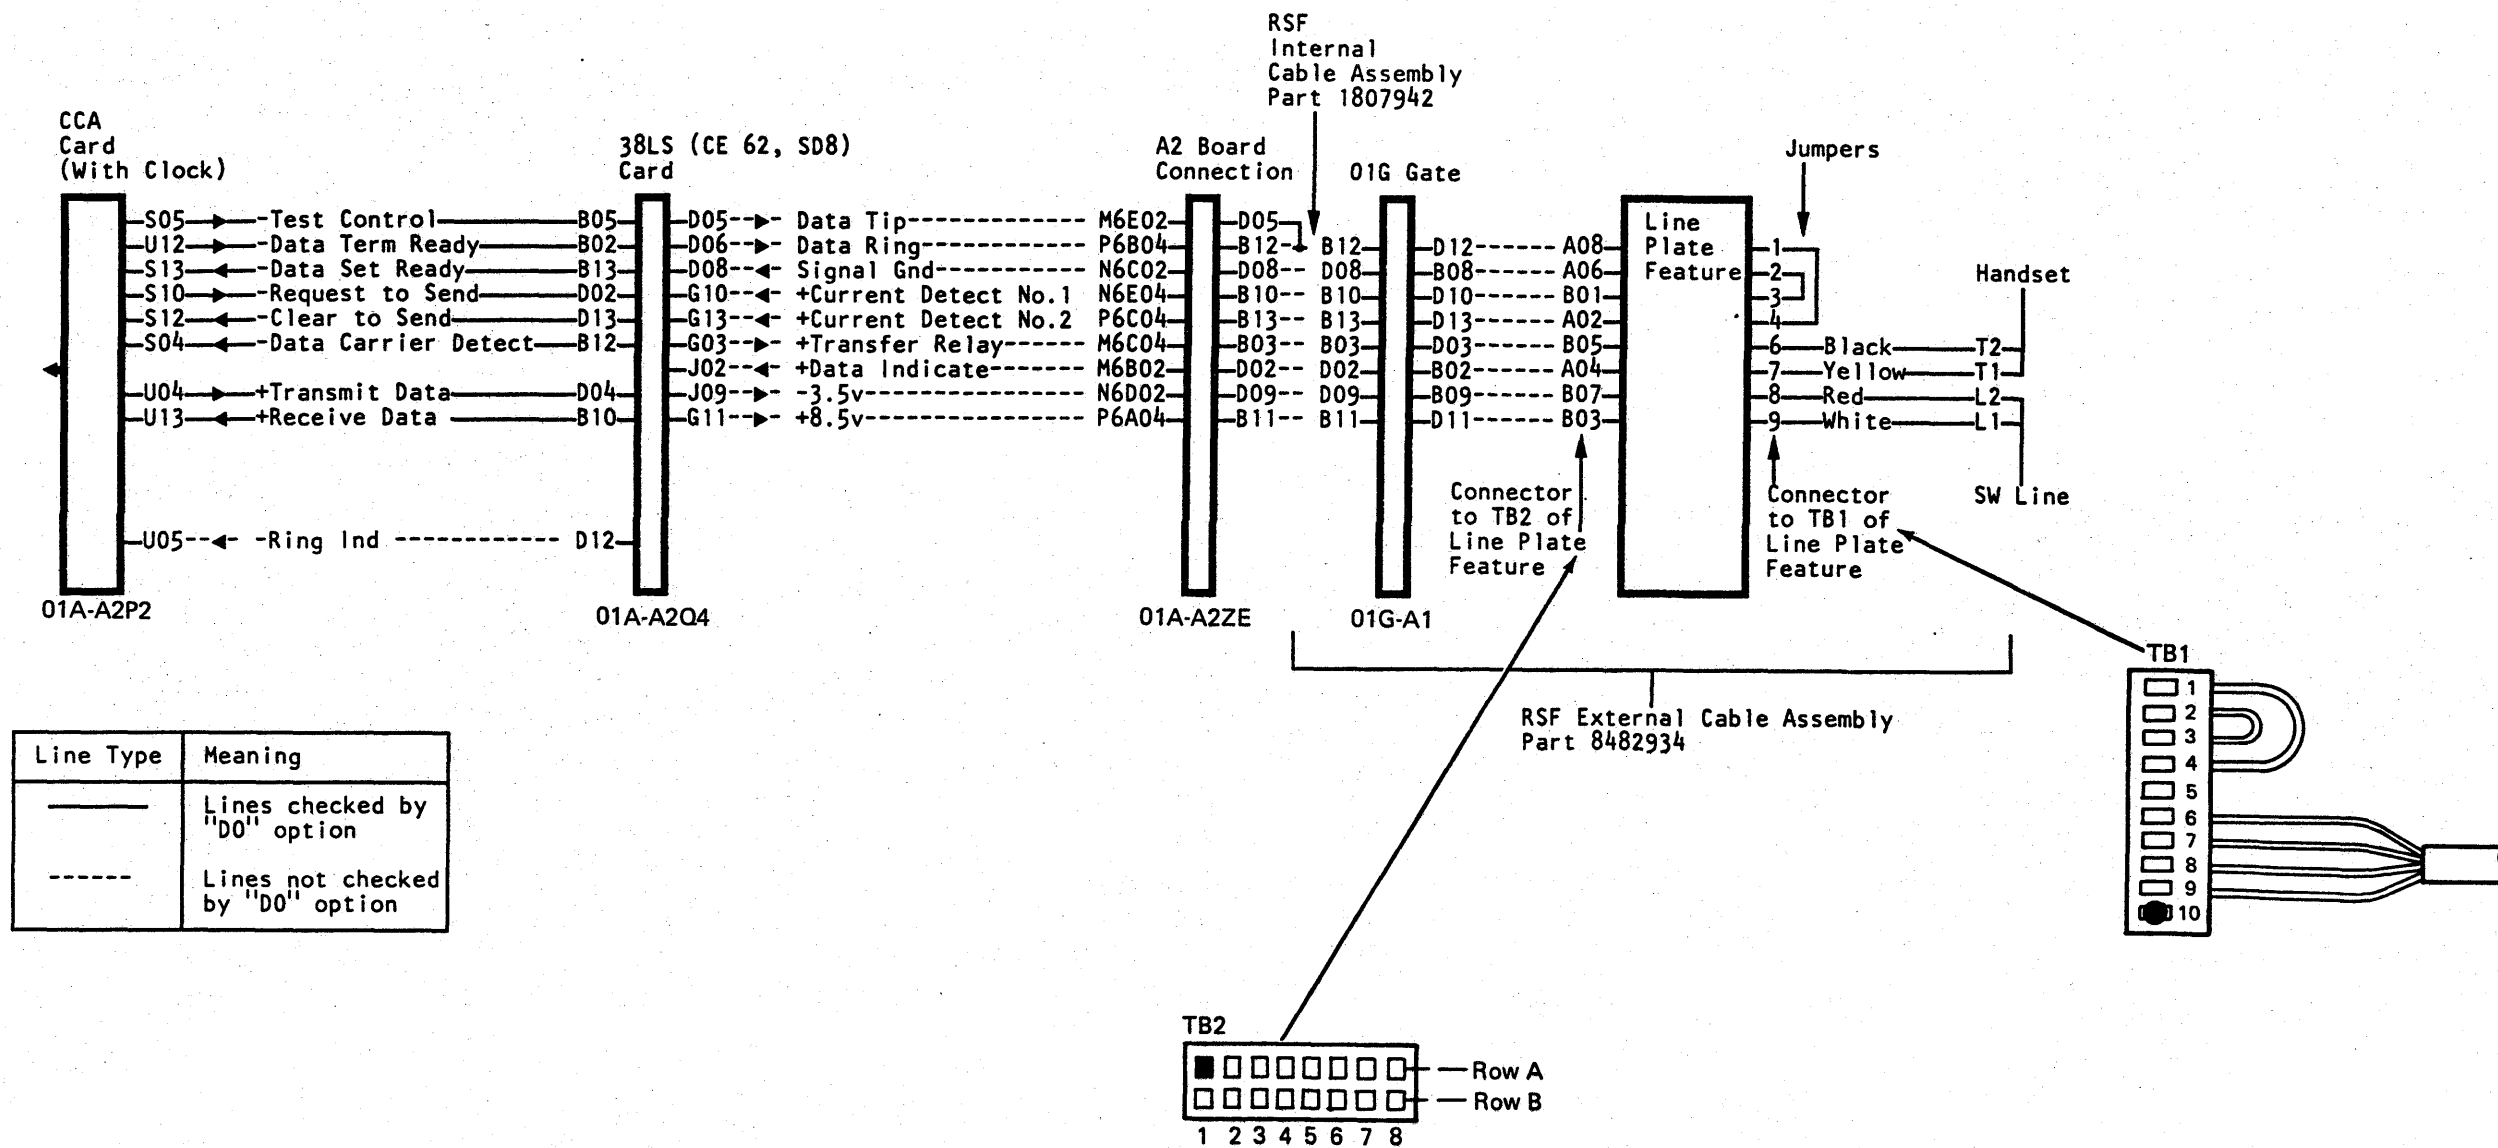 RSF
Internal
Cable Assembly
Part 1807942
CCA
Card
(With Clock)
38LS (CE 62, SD8)
Card
A2 Board
Connection
01G Gate
Jumpers
S05 -Test Control B05 D05 Data Tip M6E02 D05
U12 -Data Term Ready B02 D06 Data Ring P6B04 B12 B12 D12 A08
S13 -Data Set Ready B13 D08 Signal Gnd N6C02 D08 D08 B08 A06
S10 -Request to Send D02 G10 +Current Detect No.1 N6E04 B10 B10 D10 B01
S12 -Clear to Send D13 G13 +Current Detect No.2 P6C04 B13 B13 D13 A02
S04 -Data Carrier Detect B12 G03 +Transfer Relay M6C04 B03 B03 D03 B05
J02 +Data Indicate M6B02 D02 D02 B02 A04
U04 +Transmit Data D04 J09 -3.5v N6D02 D09 D09 B09 B07
U13 +Receive Data B10 G11 +8.5v P6A04 B11 B11 D11 B03
U05 -Ring Ind D12
Line
Plate
Feature
1
2
3
4
6 Black T2
7 Yellow T1
8 Red L2
9 White L1
Handset
SW Line
Connector
to TB2 of
Line Plate
Feature
Connector
to TB1 of
Line Plate
Feature
01A-A2P2
01A-A2Q4
01A-A2ZE
01G-A1
RSF External Cable Assembly
Part 8482934
TB1
1
2
3
4
5
6
7
8
9
10
Line Type Meaning
Lines checked by
"DO" option
Lines not checked
by "DO" option
TB2
Row A
Row B
1 2 3 4 5 6 7 8